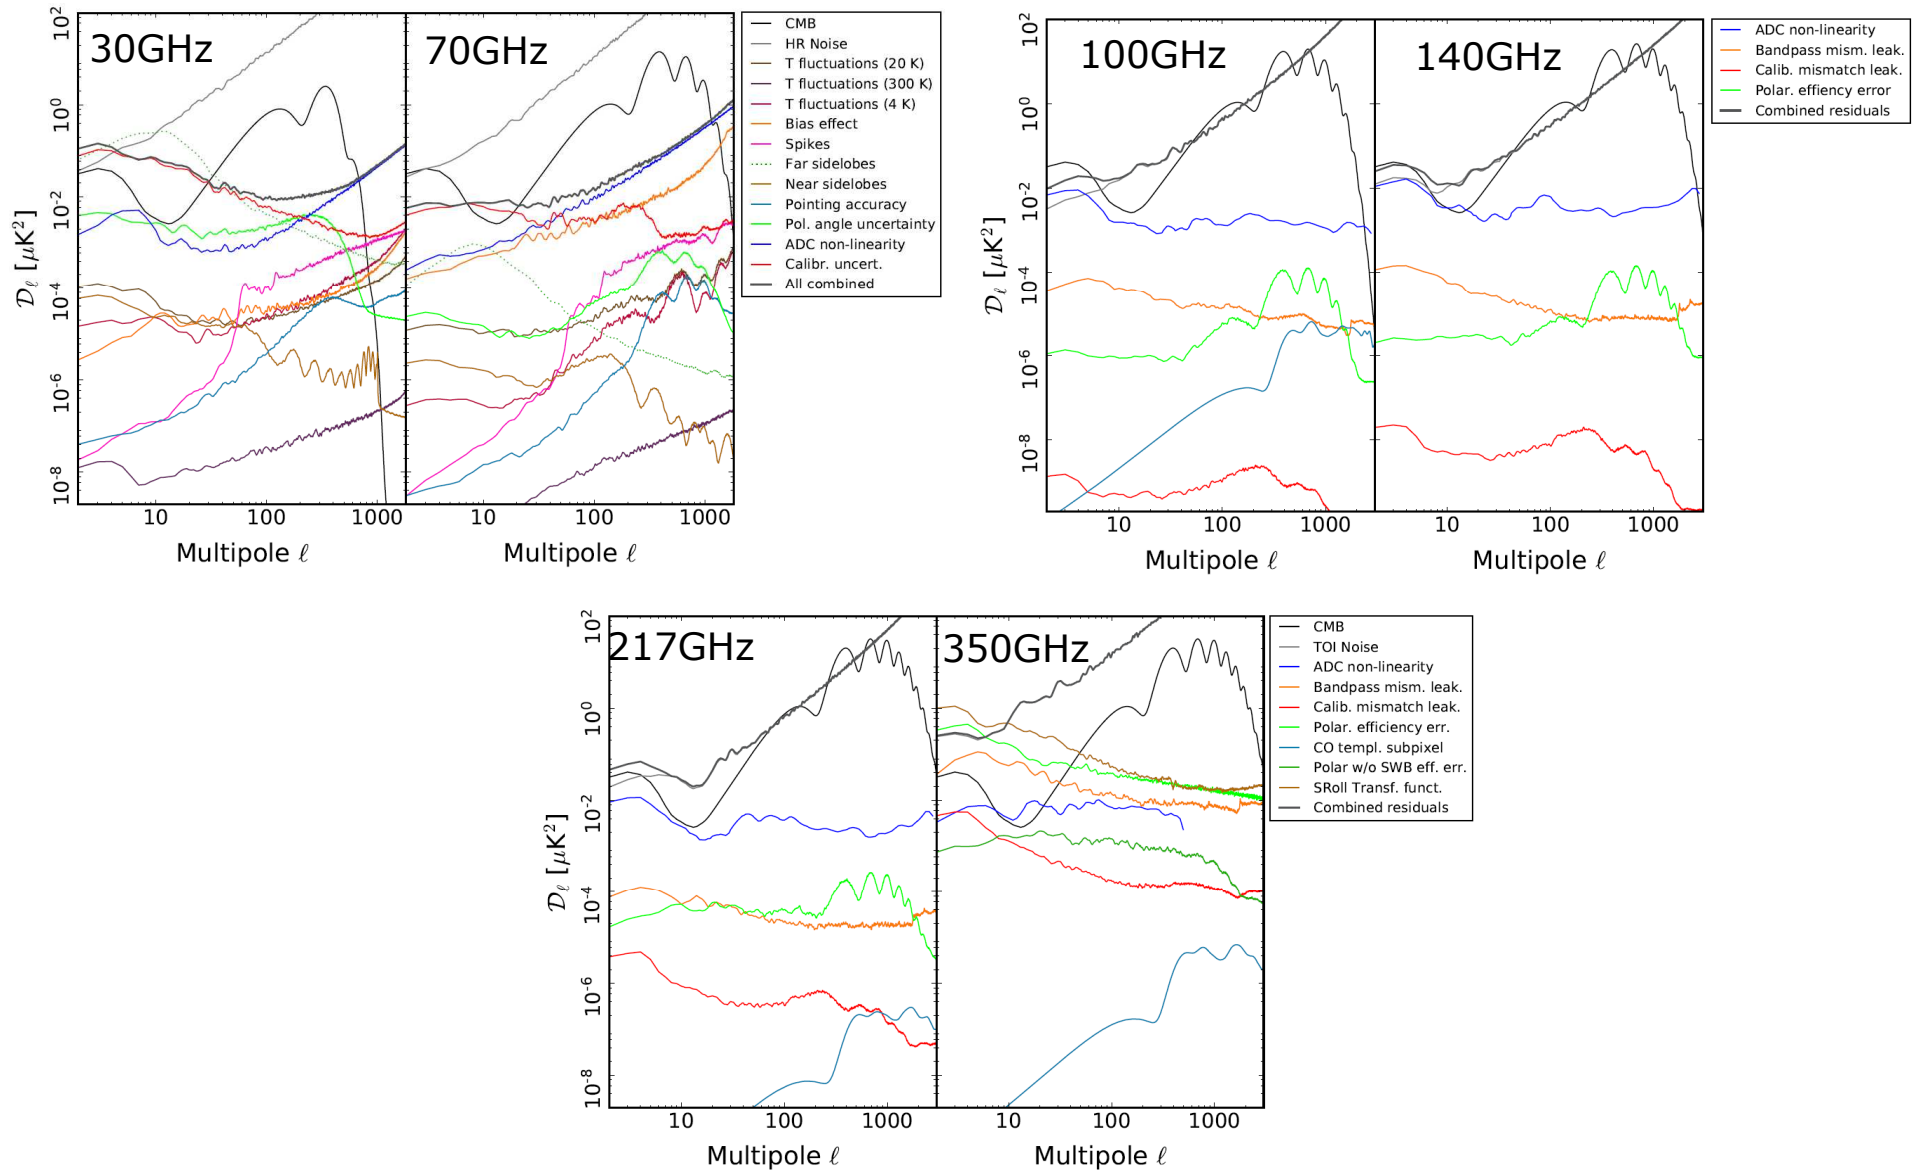 30GHz
70GHz
10²
10⁰
10⁻²
10⁻⁴
10⁻⁶
10⁻⁸
𝒟ℓ [μK²]
10 100 1000
10 100 1000
Multipole ℓ
Multipole ℓ
CMB
HR Noise
T fluctuations (20 K)
T fluctuations (300 K)
T fluctuations (4 K)
Bias effect
Spikes
Far sidelobes
Near sidelobes
Pointing accuracy
Pol. angle uncertainty
ADC non-linearity
Calibr. uncert.
All combined
100GHz
140GHz
10²
10⁰
10⁻²
10⁻⁴
10⁻⁶
10⁻⁸
𝒟ℓ [μK²]
10 100 1000
10 100 1000
Multipole ℓ
Multipole ℓ
ADC non-linearity
Bandpass mism. leak.
Calib. mismatch leak.
Polar. effiency error
Combined residuals
217GHz
350GHz
10²
10⁰
10⁻²
10⁻⁴
10⁻⁶
10⁻⁸
𝒟ℓ [μK²]
10 100 1000
10 100 1000
Multipole ℓ
Multipole ℓ
CMB
TOI Noise
ADC non-linearity
Bandpass mism. leak.
Calib. mismatch leak.
Polar. efficiency err.
CO templ. subpixel
Polar w/o SWB eff. err.
SRoll Transf. funct.
Combined residuals